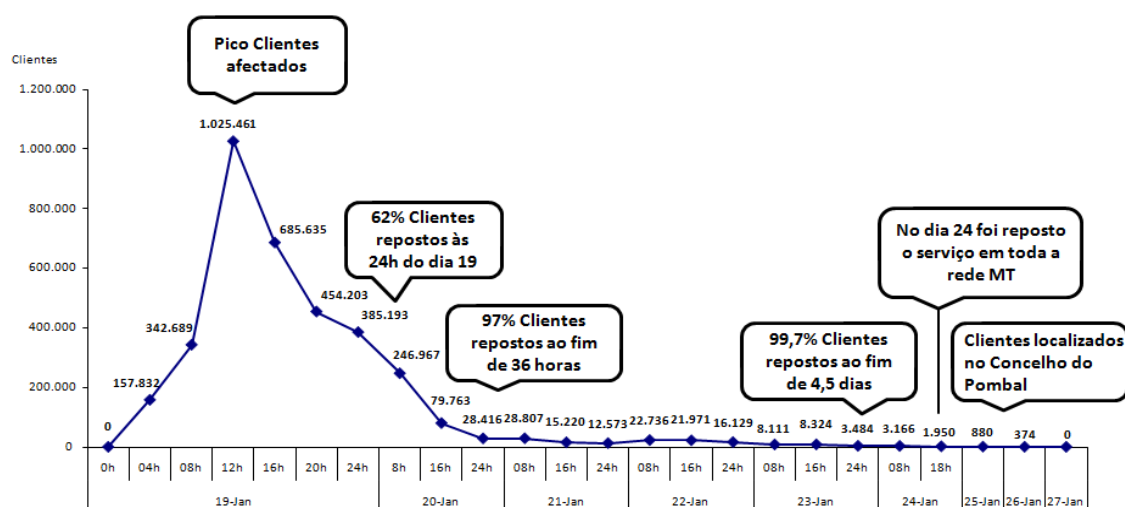 Pico Clientes
afectados
Clientes
1.200.000
1.000.000
800.000
600.000
400.000
200.000
0
0
157.832
342.689
1.025.461
685.635
454.203
385.193
246.967
79.763
28.416
28.807
15.220
12.573
22.736
21.971
16.129
8.111
8.324
3.484
3.166
1.950
880
374
0
62% Clientes
repostos às
24h do dia 19
97% Clientes
repostos ao fim
de 36 horas
99,7% Clientes
repostos ao fim
de 4,5 dias
No dia 24 foi reposto
o serviço em toda a
rede MT
Clientes localizados
no Concelho do
Pombal
0h 04h 08h 12h 16h 20h 24h 8h 16h 24h 08h 16h 24h 08h 16h 24h 08h 16h 24h 08h 18h
19-Jan 20-Jan 21-Jan 22-Jan 23-Jan 24-Jan 25-Jan 26-Jan 27-Jan